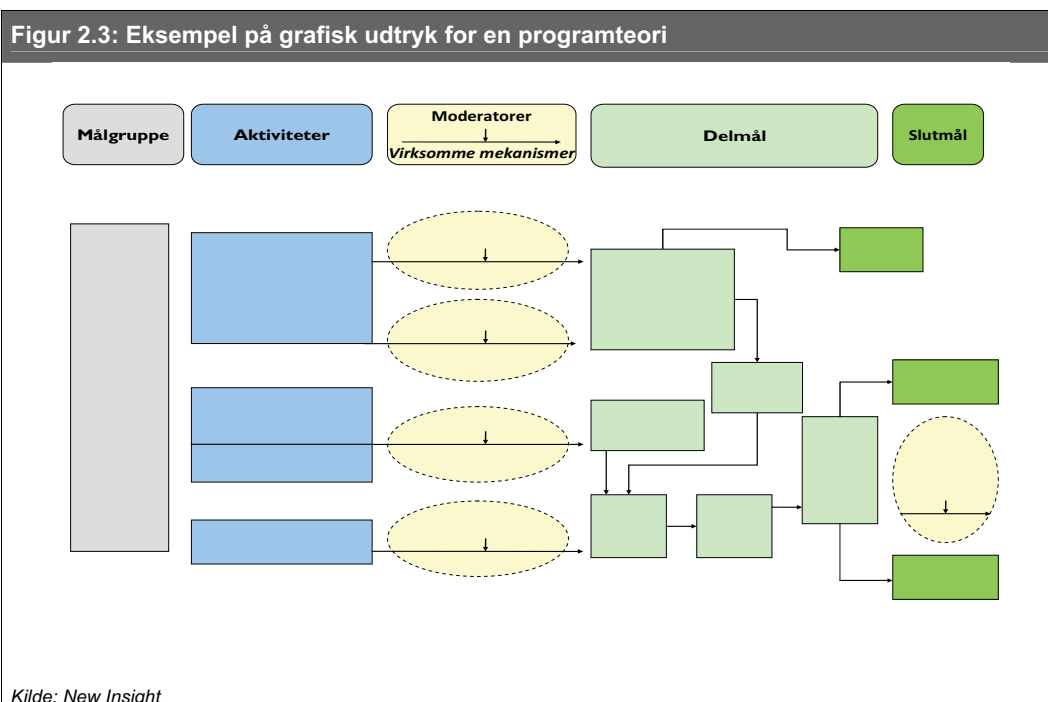 Figur 2.3: Eksempel på grafisk udtryk for en programteori
Målgruppe
Aktiviteter
Moderatorer
Virksomme mekanismer
Delmål
Slutmål
Kilde: New Insight